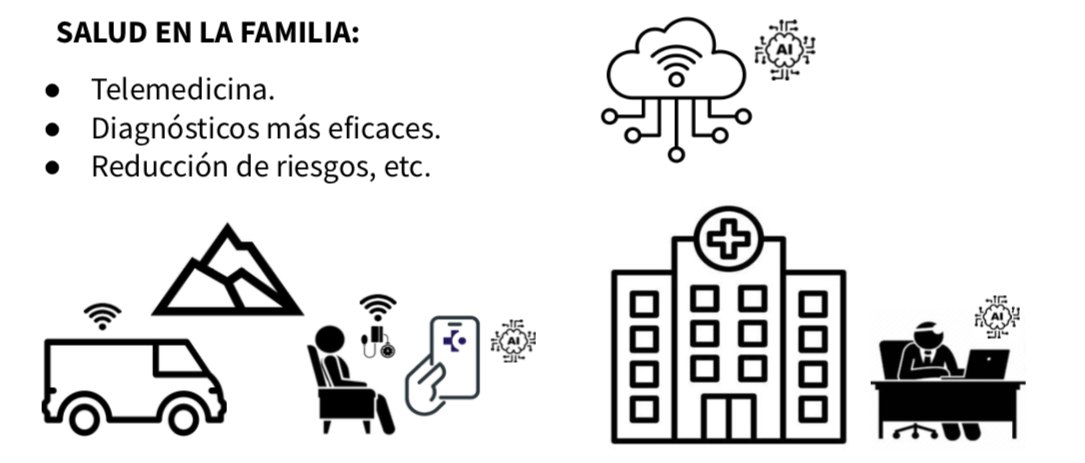 SALUD EN LA FAMILIA:
● Telemedicina.
● Diagnósticos más eficaces.
● Reducción de riesgos, etc.
AI
AI
AI